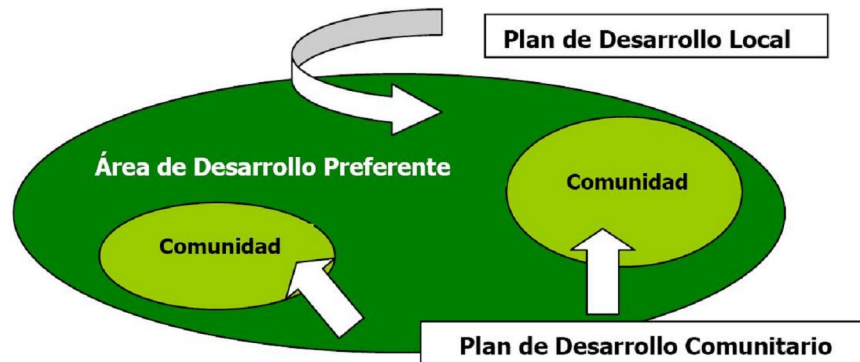 Plan de Desarrollo Local
Área de Desarrollo Preferente
Comunidad
Comunidad
Plan de Desarrollo Comunitario